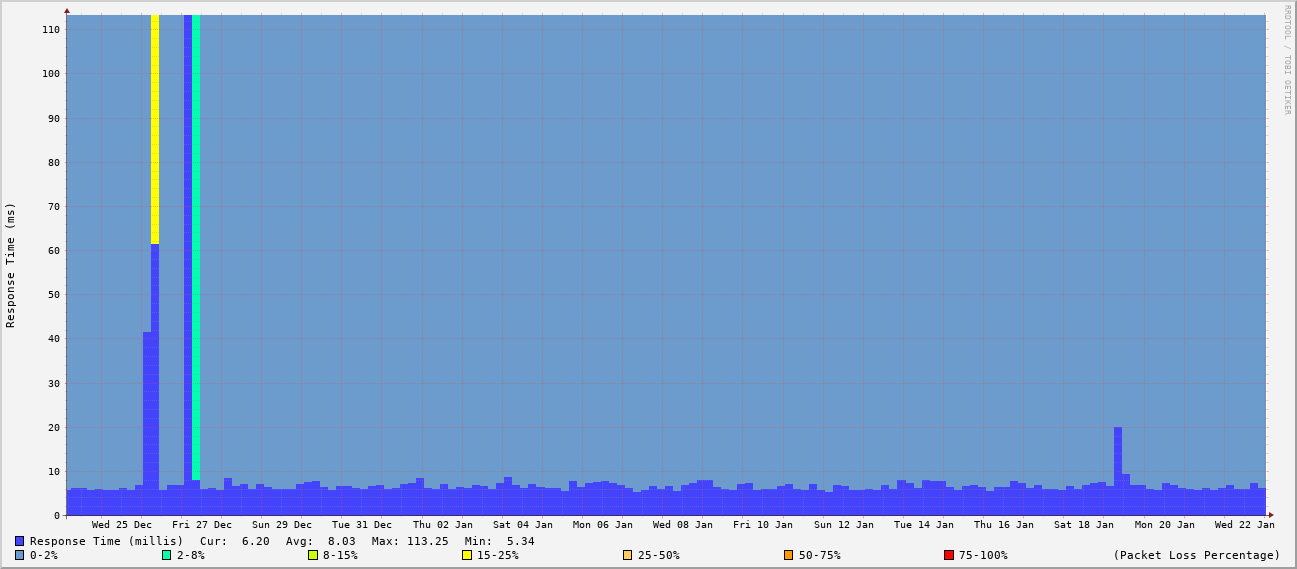 RRDTOOL / TOBI OETIKER
Response Time (ms)
110
100
90
80
70
60
50
40
30
20
10
0
Wed 25 Dec Fri 27 Dec Sun 29 Dec Tue 31 Dec Thu 02 Jan Sat 04 Jan Mon 06 Jan Wed 08 Jan Fri 10 Jan Sun 12 Jan Tue 14 Jan Thu 16 Jan Sat 18 Jan Mon 20 Jan Wed 22 Jan
Response Time (millis) Cur: 6.20 Avg: 8.03 Max: 113.25 Min: 5.34
0-2% 2-8% 8-15% 15-25% 25-50% 50-75% 75-100% (Packet Loss Percentage)